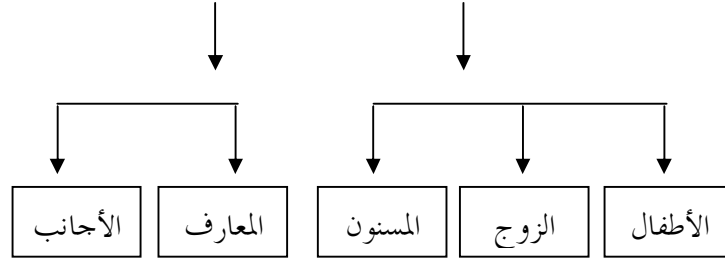 الأطفال
الزوج
المسنون
المعارف
الأجانب